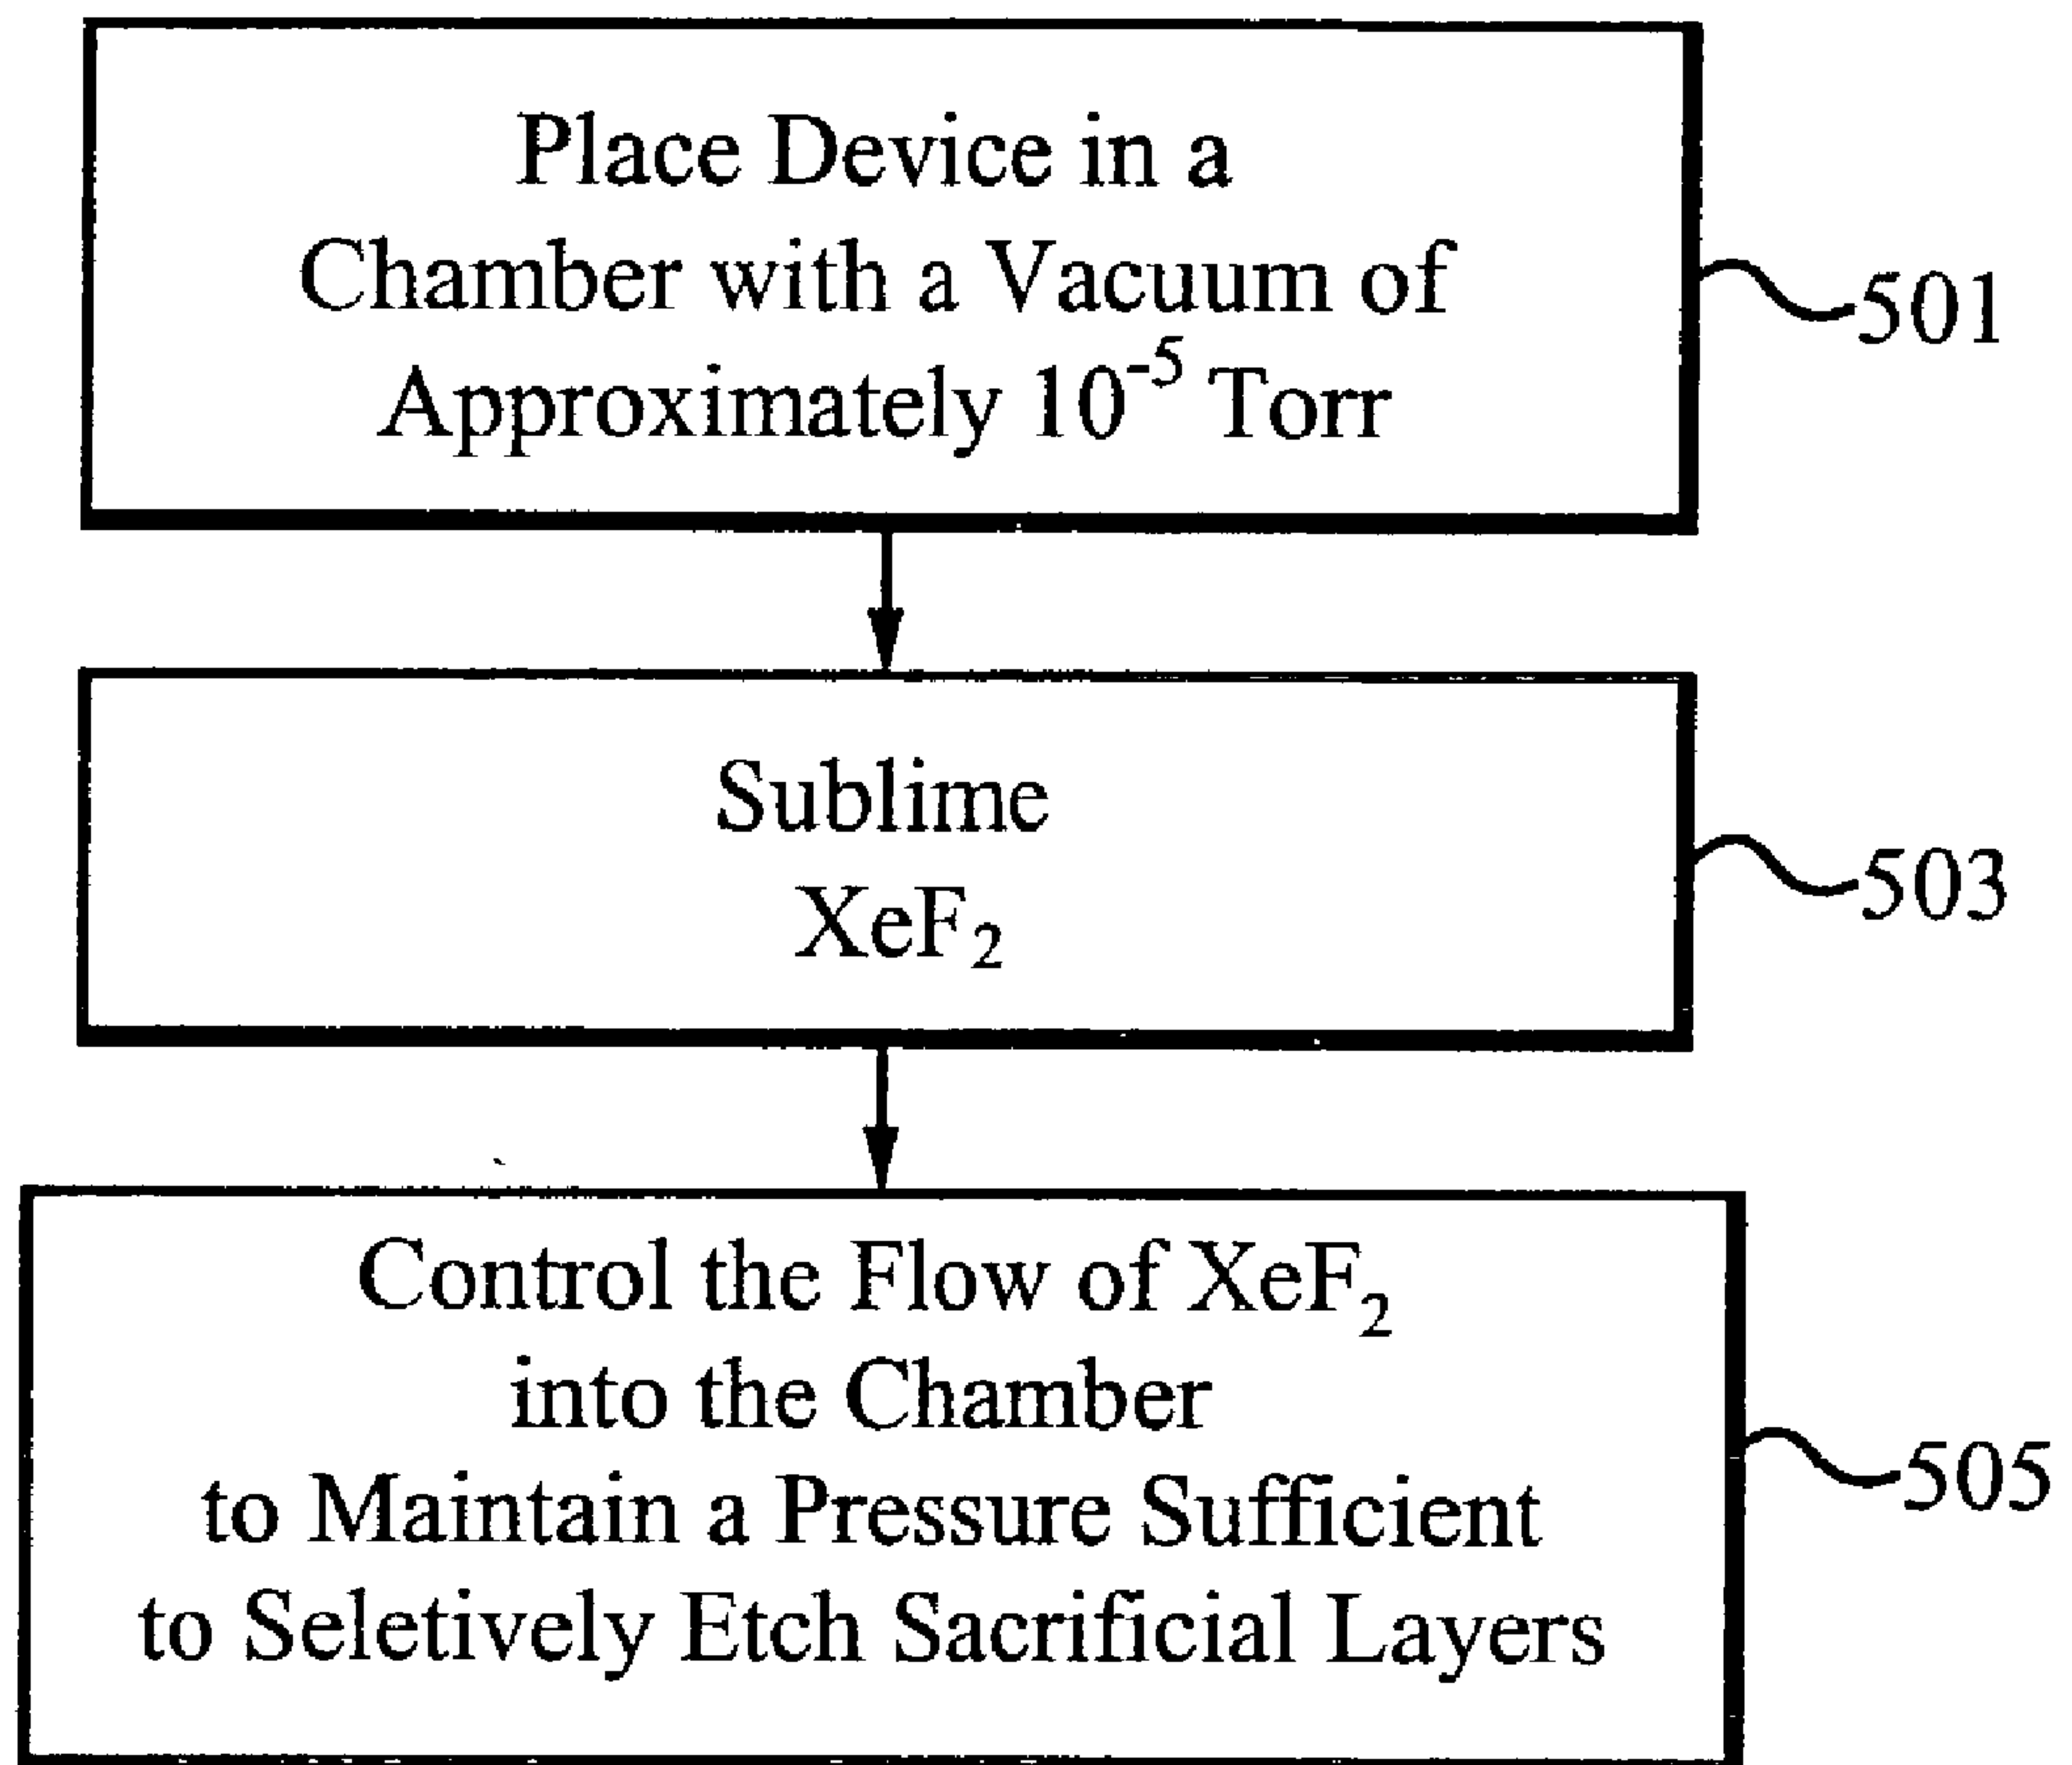 Place Device in a
Chamber with a Vacuum of
Approximately 10⁻⁵ Torr
501
Sublime
XeF₂
503
Control the Flow of XeF₂
into the Chamber
to Maintain a Pressure Sufficient
to Seletively Etch Sacrificial Layers
505